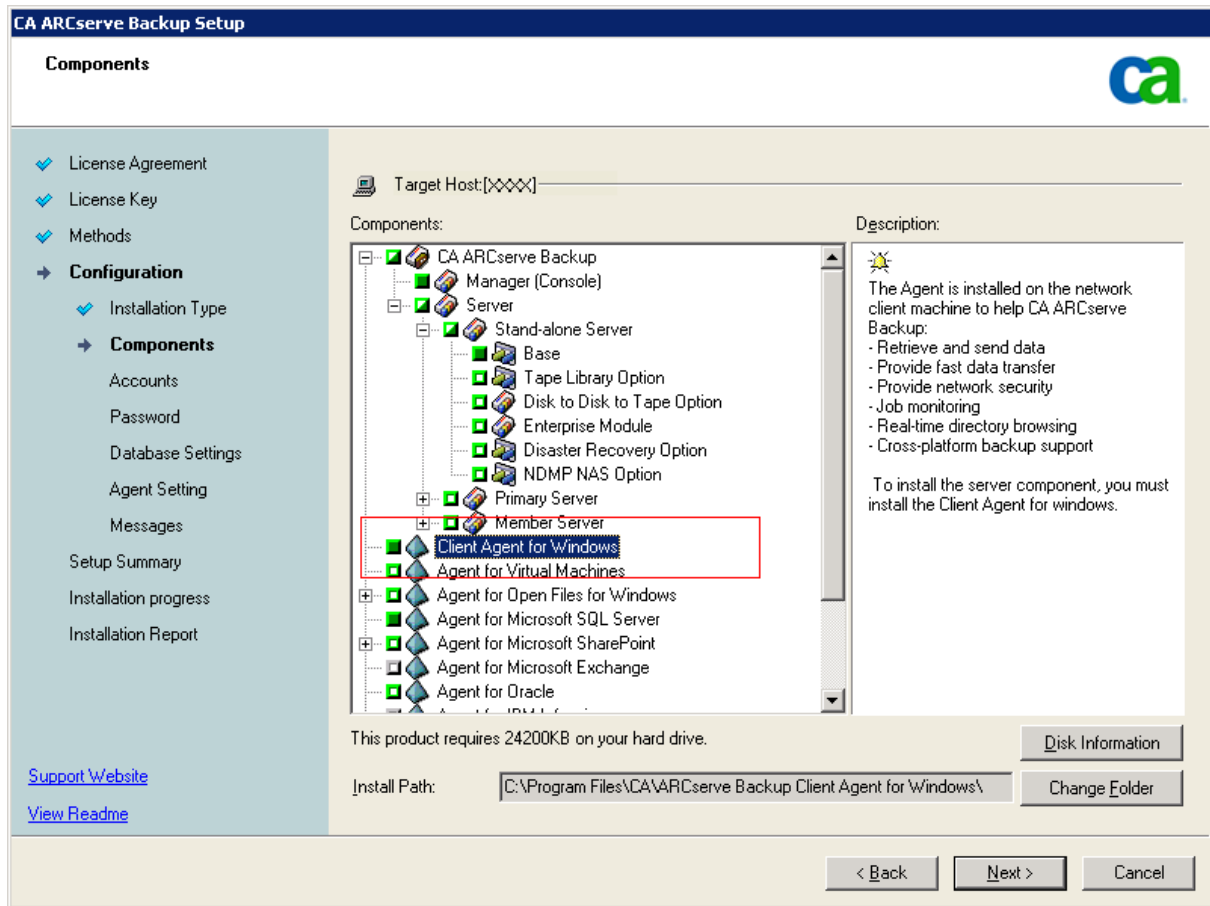 CA ARCserve Backup Setup
Components
ca
License Agreement
License Key
Methods
Configuration
Installation Type
Components
Accounts
Password
Database Settings
Agent Setting
Messages
Setup Summary
Installation progress
Installation Report
Support Website
View Readme
Target Host:[XXXX]
Components:
CA ARCserve Backup
Manager (Console)
Server
Stand-alone Server
Base
Tape Library Option
Disk to Disk to Tape Option
Enterprise Module
Disaster Recovery Option
NDMP NAS Option
Primary Server
Member Server
Client Agent for Windows
Agent for Virtual Machines
Agent for Open Files for Windows
Agent for Microsoft SQL Server
Agent for Microsoft SharePoint
Agent for Microsoft Exchange
Agent for Oracle
Description:
The Agent is installed on the network
client machine to help CA ARCserve
Backup:
- Retrieve and send data
- Provide fast data transfer
- Provide network security
- Job monitoring
- Real-time directory browsing
- Cross-platform backup support
To install the server component, you must
install the Client Agent for windows.
This product requires 24200KB on your hard drive.
Disk Information
Install Path:
C:\Program Files\CA\ARCserve Backup Client Agent for Windows\
Change Folder
< Back
Next >
Cancel